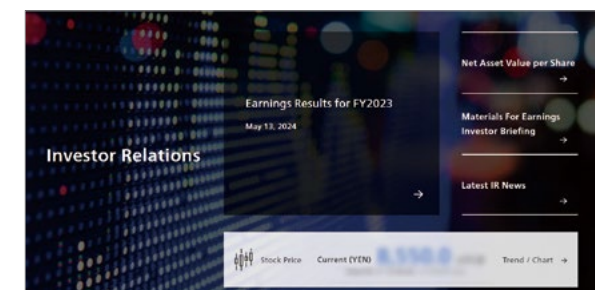 Investor Relations
Earnings Results for FY2023
May 13, 2024
→
Net Asset Value per Share
→
Materials For Earnings
Investor Briefing
→
Latest IR News
→
Stock Price Current (YEN) Trend / Chart →